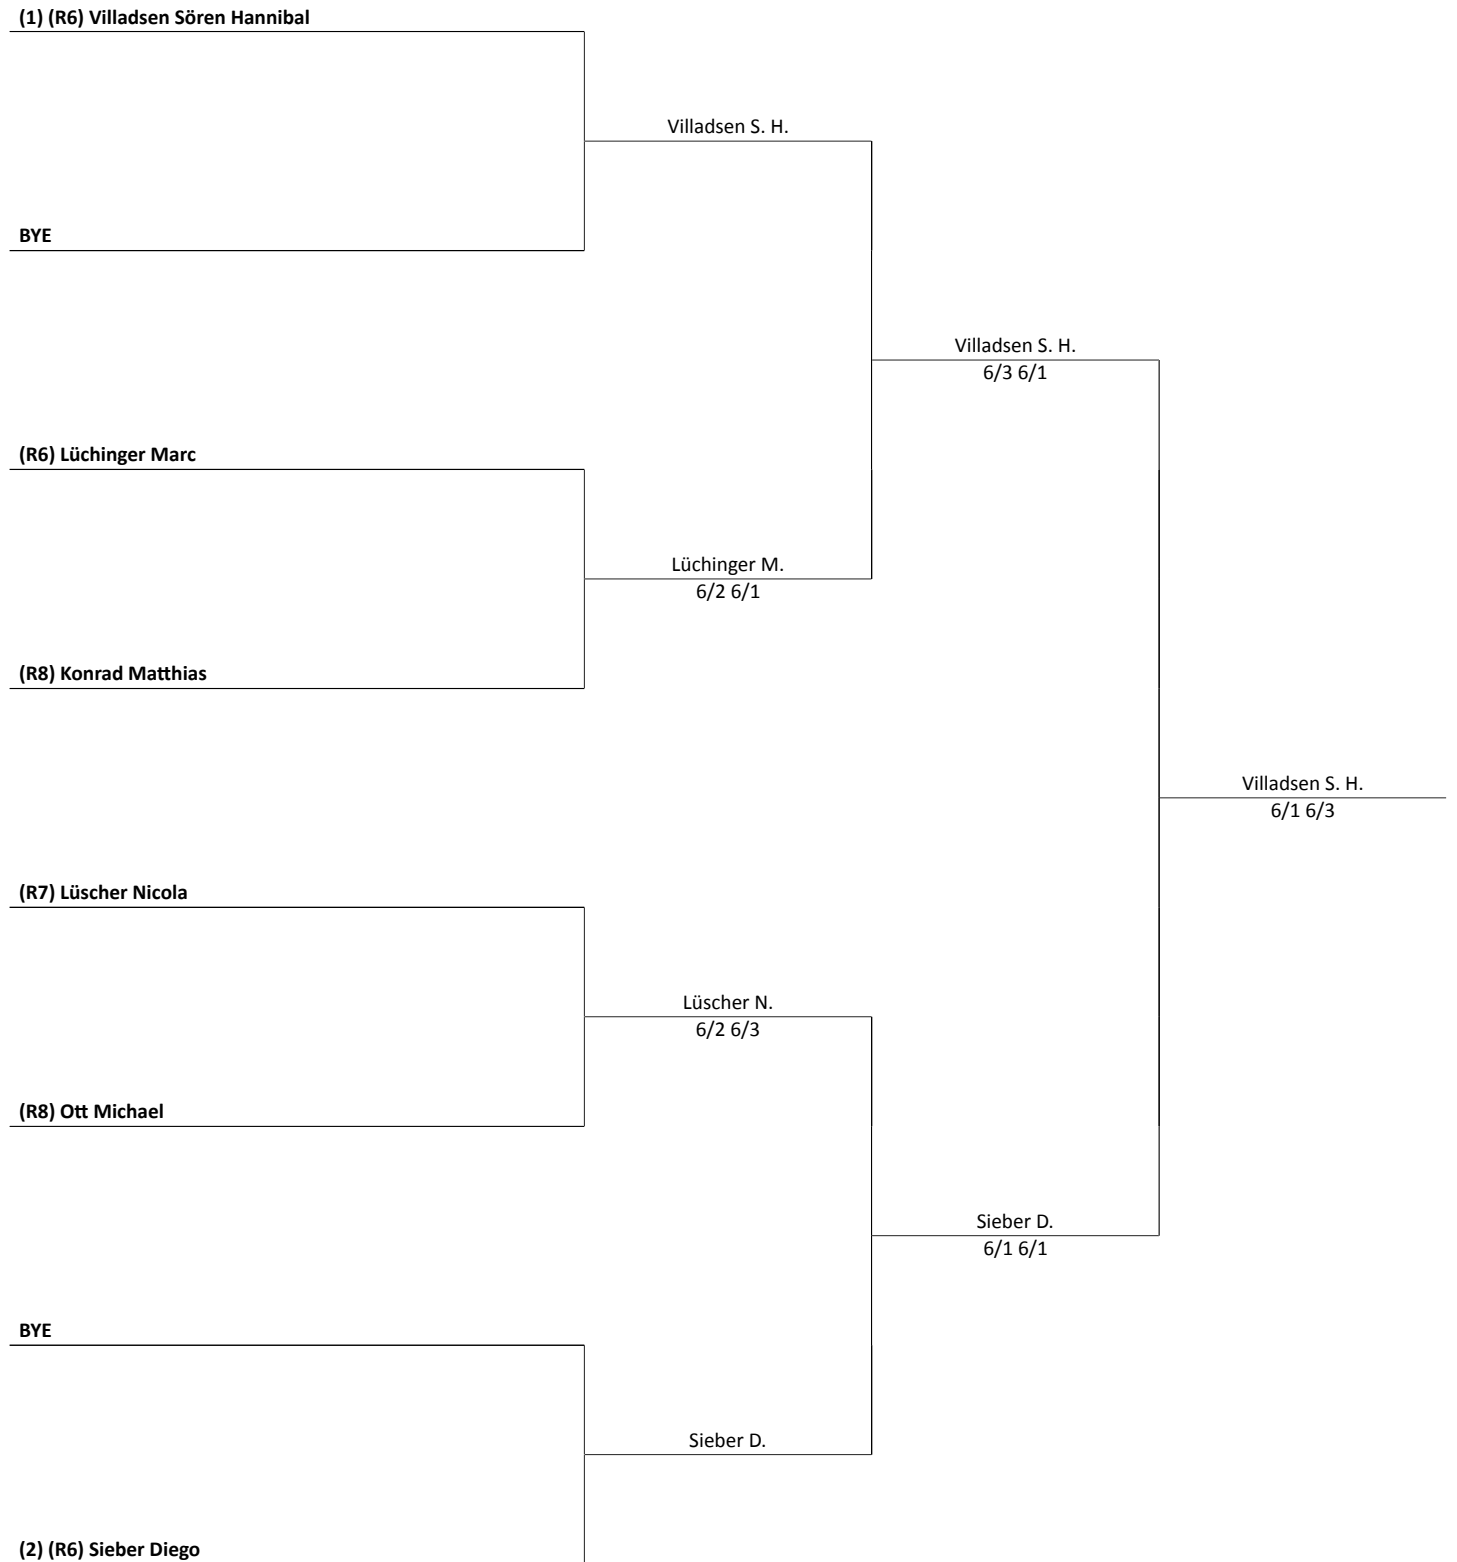 (1) (R6) Villadsen Sören Hannibal
Villadsen S. H.
BYE
Villadsen S. H.
6/3 6/1
(R6) Lüchinger Marc
Lüchinger M.
6/2 6/1
(R8) Konrad Matthias
Villadsen S. H.
6/1 6/3
(R7) Lüscher Nicola
Lüscher N.
6/2 6/3
(R8) Ott Michael
Sieber D.
6/1 6/1
BYE
Sieber D.
(2) (R6) Sieber Diego